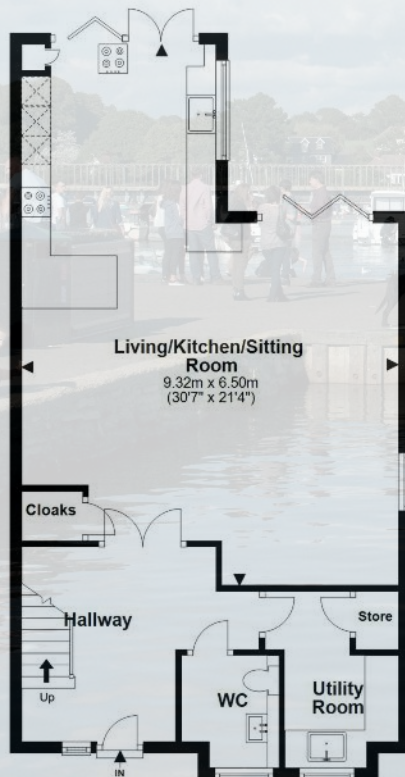 Living/Kitchen/Sitting
Room
9.32m x 6.50m
(30'7" x 21'4")
Cloaks
Hallway
Store
Up
WC
Utility
Room
IN